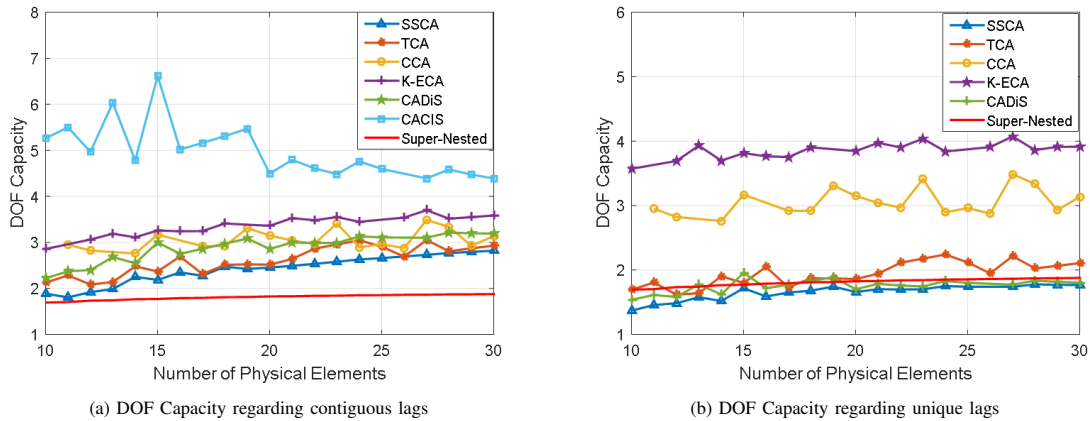 8
7
6
5
4
3
2
1
DOF Capacity
SSCA
TCA
CCA
K-ECA
CADiS
CACIS
Super-Nested
10 15 20 25 30
Number of Physical Elements
(a) DOF Capacity regarding contiguous lags
6
5
4
3
2
1
DOF Capacity
SSCA
TCA
CCA
K-ECA
CADiS
Super-Nested
10 15 20 25 30
Number of Physical Elements
(b) DOF Capacity regarding unique lags